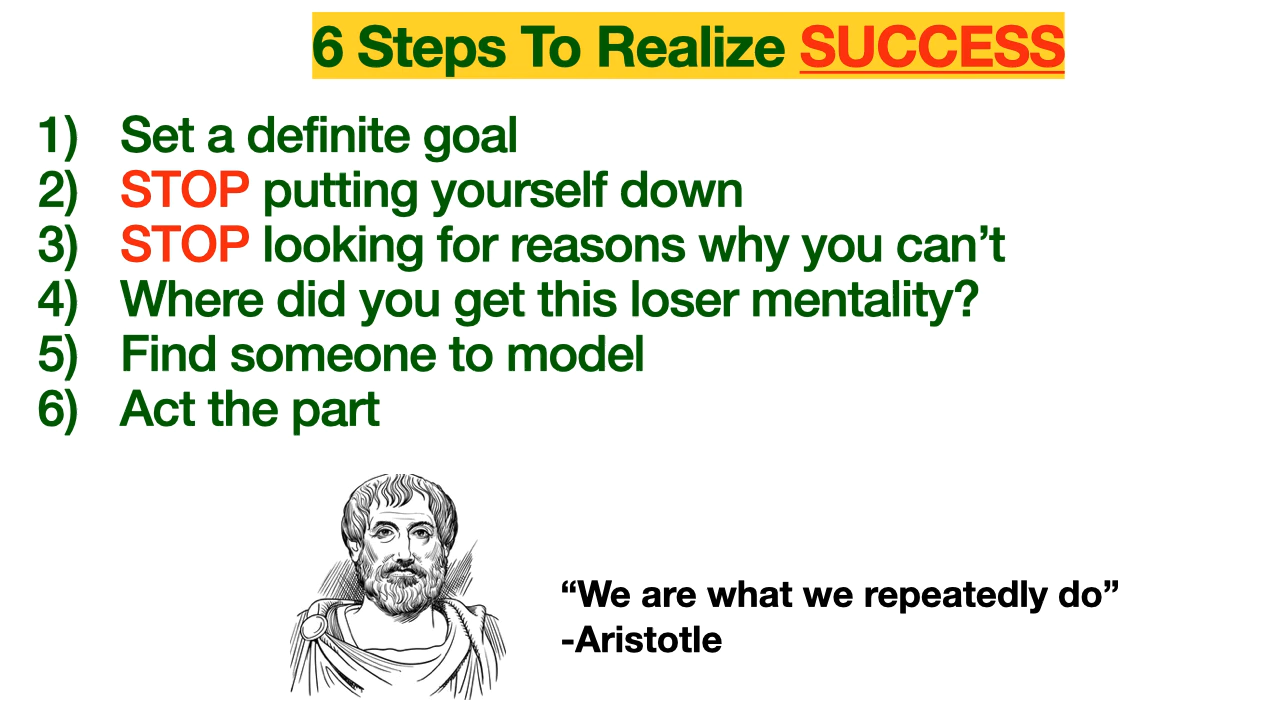 6 Steps To Realize SUCCESS
1) Set a definite goal
2) STOP putting yourself down
3) STOP looking for reasons why you can’t
4) Where did you get this loser mentality?
5) Find someone to model
6) Act the part
“We are what we repeatedly do”
-Aristotle